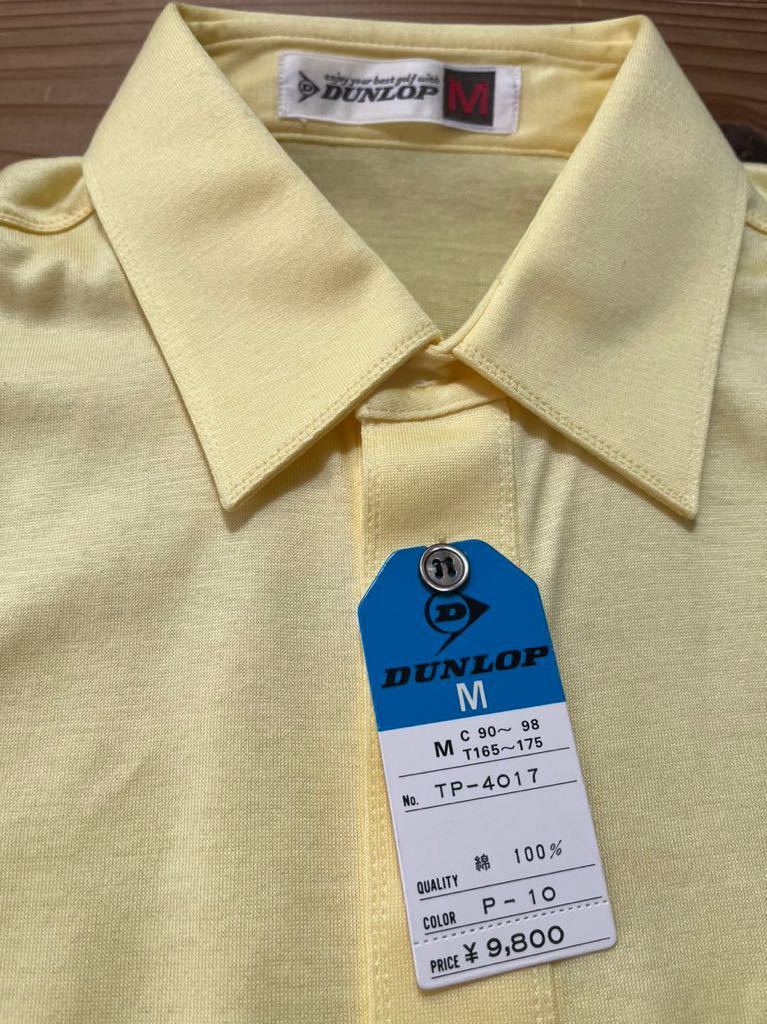 enjoy your best golf with
DUNLOP M
D
DUNLOP
M
M C 90～ 98
T165～175
No. TP-4017
QUALITY 綿 100%
COLOR P-10
PRICE ¥9,800